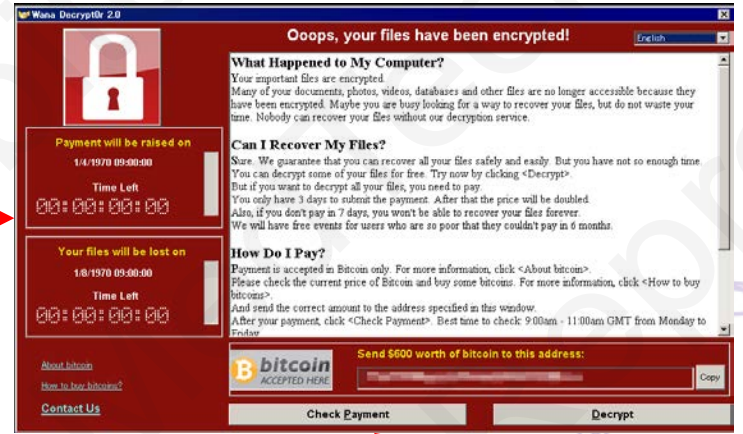 Wana Decrypt0r 2.0
Ooops, your files have been encrypted!
English
What Happened to My Computer?
Your important files are encrypted.
Many of your documents, photos, videos, databases and other files are no longer accessible because they
have been encrypted. Maybe you are busy looking for a way to recover your files, but do not waste your
time. Nobody can recover your files without our decryption service.
Can I Recover My Files?
Sure. We guarantee that you can recover all your files safely and easily. But you have not so enough time.
You can decrypt some of your files for free. Try now by clicking <Decrypt>.
But if you want to decrypt all your files, you need to pay.
You only have 3 days to submit the payment. After that the price will be doubled.
Also, if you don't pay in 7 days, you won't be able to recover your files forever.
We will have free events for users who are so poor that they couldn't pay in 6 months.
How Do I Pay?
Payment is accepted in Bitcoin only. For more information, click <About bitcoin>.
Please check the current price of Bitcoin and buy some bitcoins. For more information, click <How to buy
bitcoins>.
And send the correct amount to the address specified in this window.
After your payment, click <Check Payment>. Best time to check: 9:00am - 11:00am GMT from Monday to
Friday
Payment will be raised on
1/4/1970 09:00:00
Time Left
00:00:00:00
Your files will be lost on
1/8/1970 09:00:00
Time Left
00:00:00:00
About bitcoin
How to buy bitcoins?
Contact Us
bitcoin
ACCEPTED HERE
Send $600 worth of bitcoin to this address:
Copy
Check Payment
Decrypt